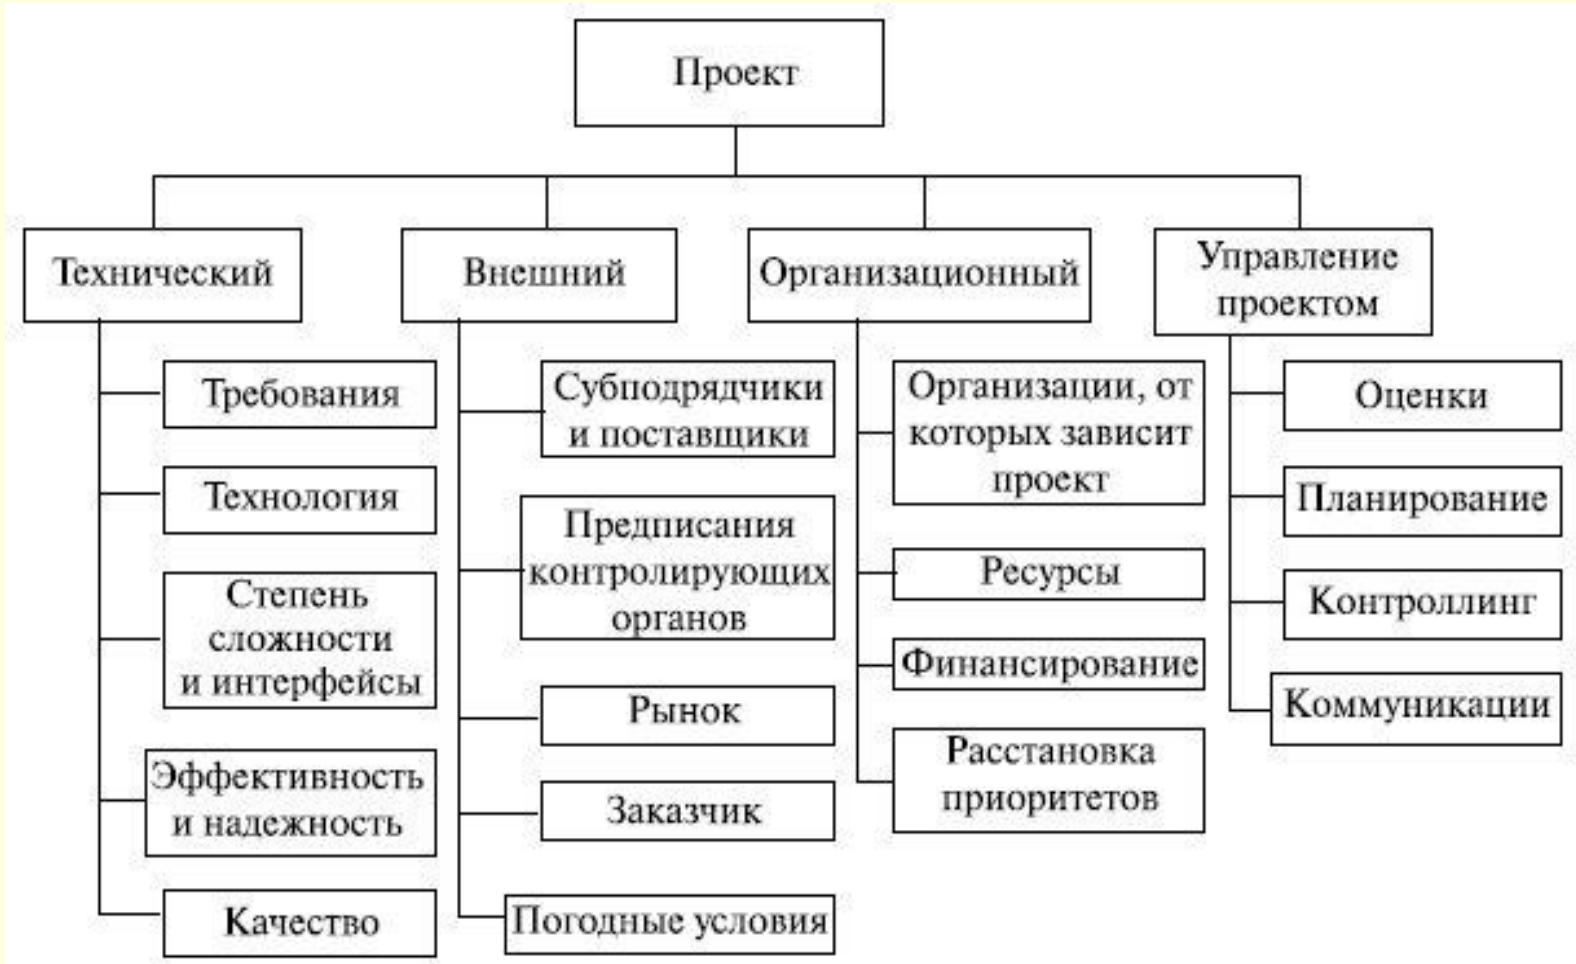 Проект
Технический
Внешний
Организационный
Управление
проектом
Требования
Технология
Степень
сложности
и интерфейсы
Эффективность
и надежность
Качество
Субподрядчики
и поставщики
Предписания
контролирующих
органов
Рынок
Заказчик
Погодные условия
Организации, от
которых зависит
проект
Ресурсы
Финансирование
Расстановка
приоритетов
Оценки
Планирование
Контроллинг
Коммуникации